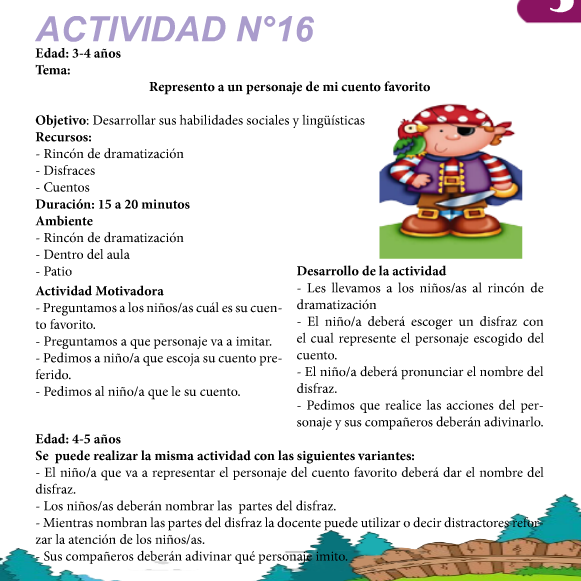 ACTIVIDAD N°16
Edad: 3-4 años
Tema:
Represento a un personaje de mi cuento favorito
Objetivo: Desarrollar sus habilidades sociales y lingüísticas
Recursos:
- Rincón de dramatización
- Disfraces
- Cuentos
Duración: 15 a 20 minutos
Ambiente
- Rincón de dramatización
- Dentro del aula
- Patio
Actividad Motivadora
- Preguntamos a los niños/as cuál es su cuen-
to favorito.
- Preguntamos a que personaje va a imitar.
- Pedimos a niño/a que escoja su cuento pre-
ferido.
- Pedimos al niño/a que le su cuento.
Desarrollo de la actividad
- Les llevamos a los niños/as al rincón de
dramatización
- El niño/a deberá escoger un disfraz con
el cual represente el personaje escogido del
cuento.
- El niño/a deberá pronunciar el nombre del
disfraz.
- Pedimos que realice las acciones del per-
sonaje y sus compañeros deberán adivinarlo.
Edad: 4-5 años
Se puede realizar la misma actividad con las siguientes variantes:
- El niño/a que va a representar el personaje del cuento favorito deberá dar el nombre del
disfraz.
- Los niños/as deberán nombrar las partes del disfraz.
- Mientras nombran las partes del disfraz la docente puede utilizar o decir distractores refor-
zar la atención de los niños/as.
- Sus compañeros deberán adivinar qué personaje imito.